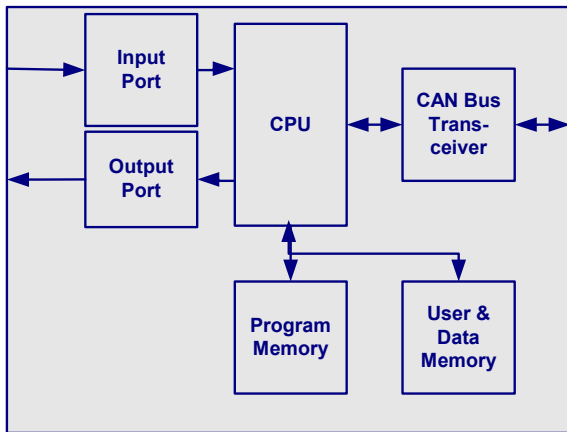 Input
Port
CPU
CAN Bus
Trans-
ceiver
Output
Port
Program
Memory
User &
Data
Memory